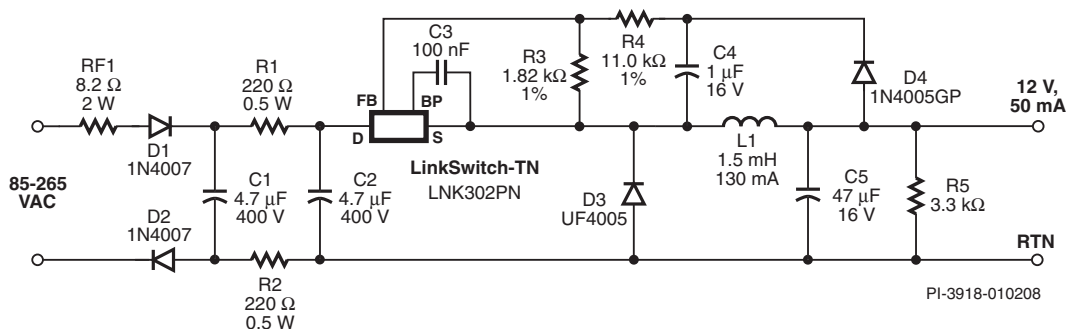 RF1
8.2 Ω
2 W
D1
1N4007
R1
220 Ω
0.5 W
C3
100 nF
FB
BP
D
S
LinkSwitch-TN
LNK302PN
R3
1.82 kΩ
1%
R4
11.0 kΩ
1%
C4
1 μF
16 V
D4
1N4005GP
12 V,
50 mA
85-265
VAC
C1
4.7 μF
400 V
C2
4.7 μF
400 V
D3
UF4005
L1
1.5 mH
130 mA
C5
47 μF
16 V
R5
3.3 kΩ
D2
1N4007
R2
220 Ω
0.5 W
RTN
PI-3918-010208